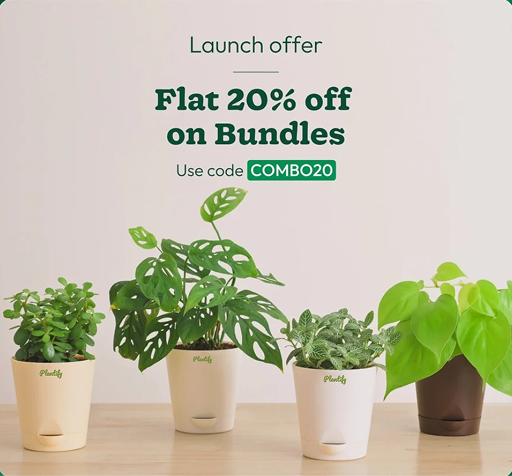 Launch offer
Flat 20% off
on Bundles
Use code COMBO20
Plantify
Plantify
Plantify